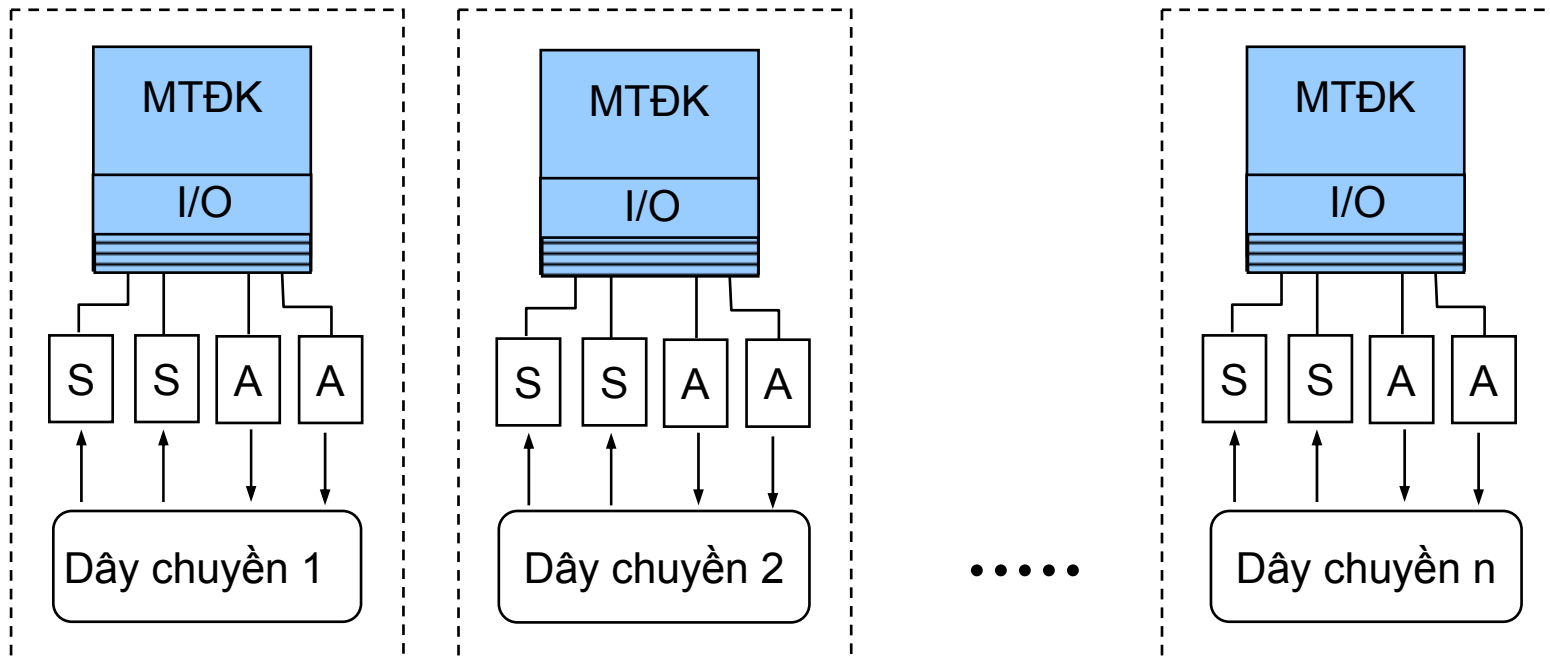 MTĐK
I/O
S S A A
Dây chuyền 1
MTĐK
I/O
S S A A
Dây chuyền 2
.....
MTĐK
I/O
S S A A
Dây chuyền n